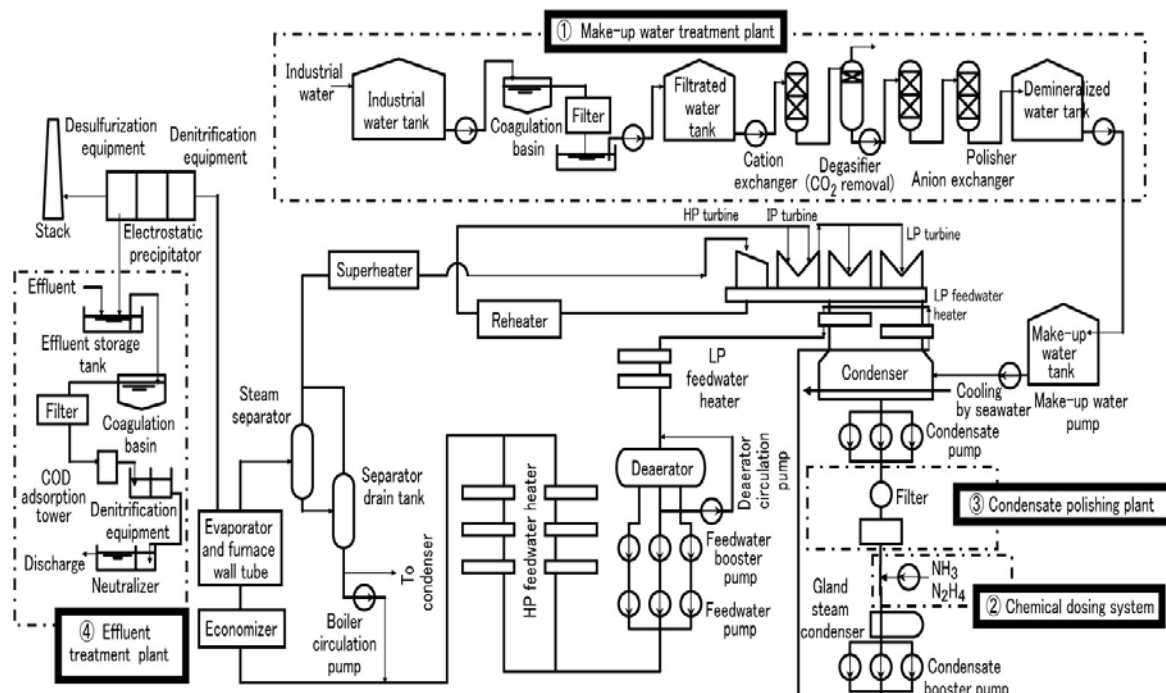 ① Make-up water treatment plant
Industrial
water
Industrial
water tank
Coagulation
basin
Filter
Filtrated
water
tank
Cation
exchanger
Degasifier
(CO2 removal)
Anion exchanger
Polisher
Demineralized
water tank
Desulfurization
equipment
Denitrification
equipment
Stack
Electrostatic
precipitator
HP turbine
IP turbine
LP turbine
Superheater
Reheater
LP feedwater
heater
LP
feedwater
heater
Condenser
Make-up
water
tank
Cooling
by seawater
Make-up water
pump
Condensate
pump
Effluent
Effluent storage
tank
Filter
Coagulation
basin
COD
adsorption
tower
Denitrification
equipment
Discharge
Neutralizer
④ Effluent
treatment plant
Steam
separator
Separator
drain tank
Evaporator
and furnace
wall tube
Economizer
Boiler
circulation
pump
To
condenser
HP feedwater heater
Deaerator
Deaerator
circulation
pump
Feedwater
booster
pump
Feedwater
pump
Filter
③ Condensate polishing plant
NH3
N2H4
② Chemical dosing system
Gland
steam
condenser
Condensate
booster pump